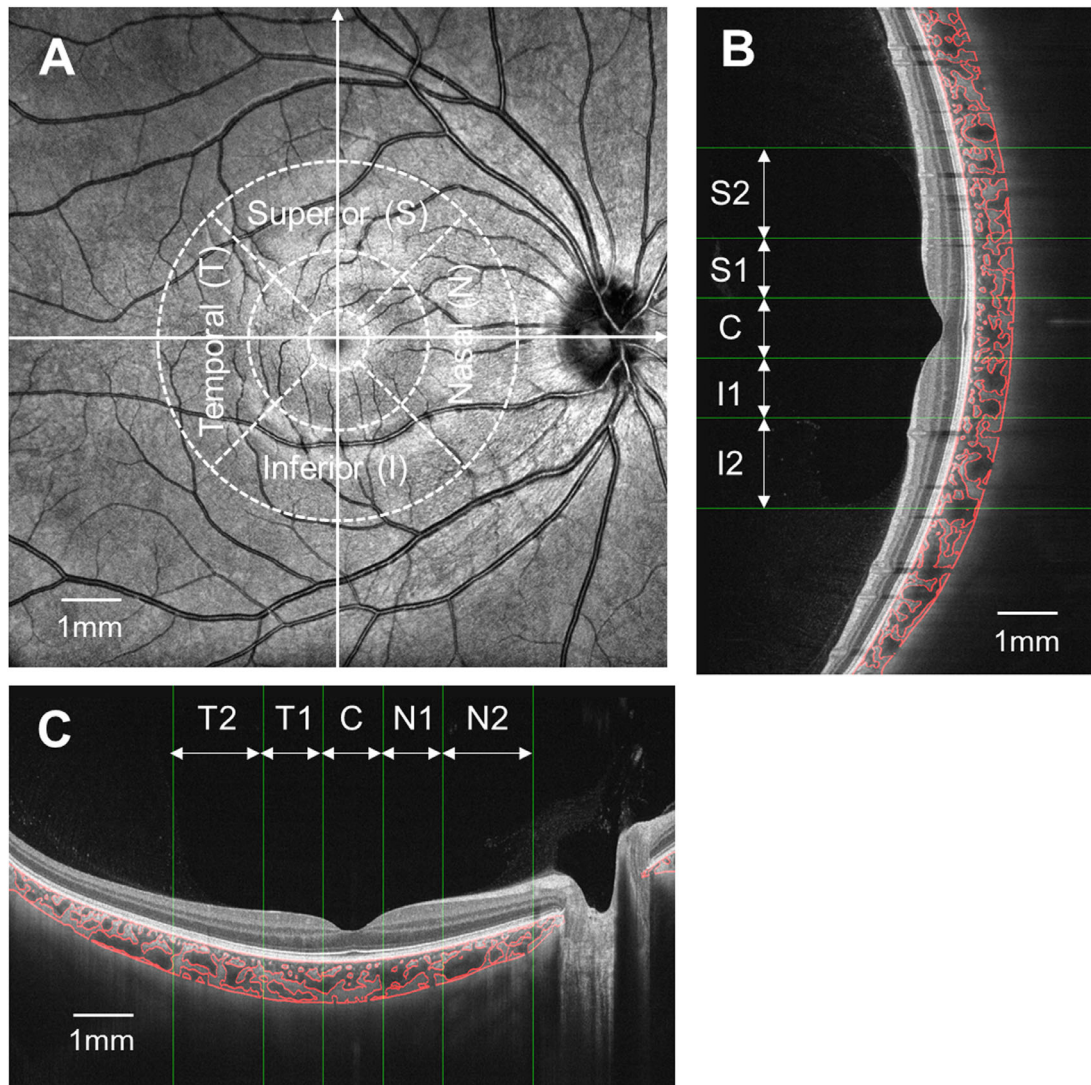 A
Superior (S)
Temporal (T)
Nasal (N)
Inferior (I)
1mm
B
S2
S1
C
I1
I2
1mm
C
T2 T1 C N1 N2
1mm